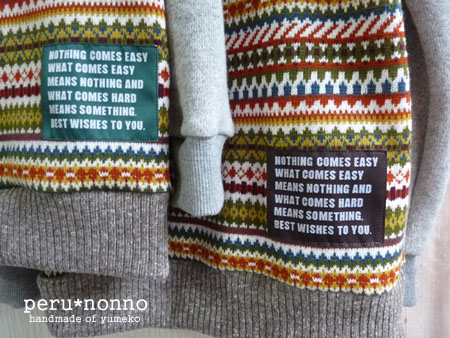 NOTHING COMES EASY
WHAT COMES EASY
MEANS NOTHING AND
WHAT COMES HARD
MEANS SOMETHING.
BEST WISHES TO YOU.
NOTHING COMES EASY
WHAT COMES EASY
MEANS NOTHING AND
WHAT COMES HARD
MEANS SOMETHING.
BEST WISHES TO YOU.
peru*nonno
handmade of yumeko